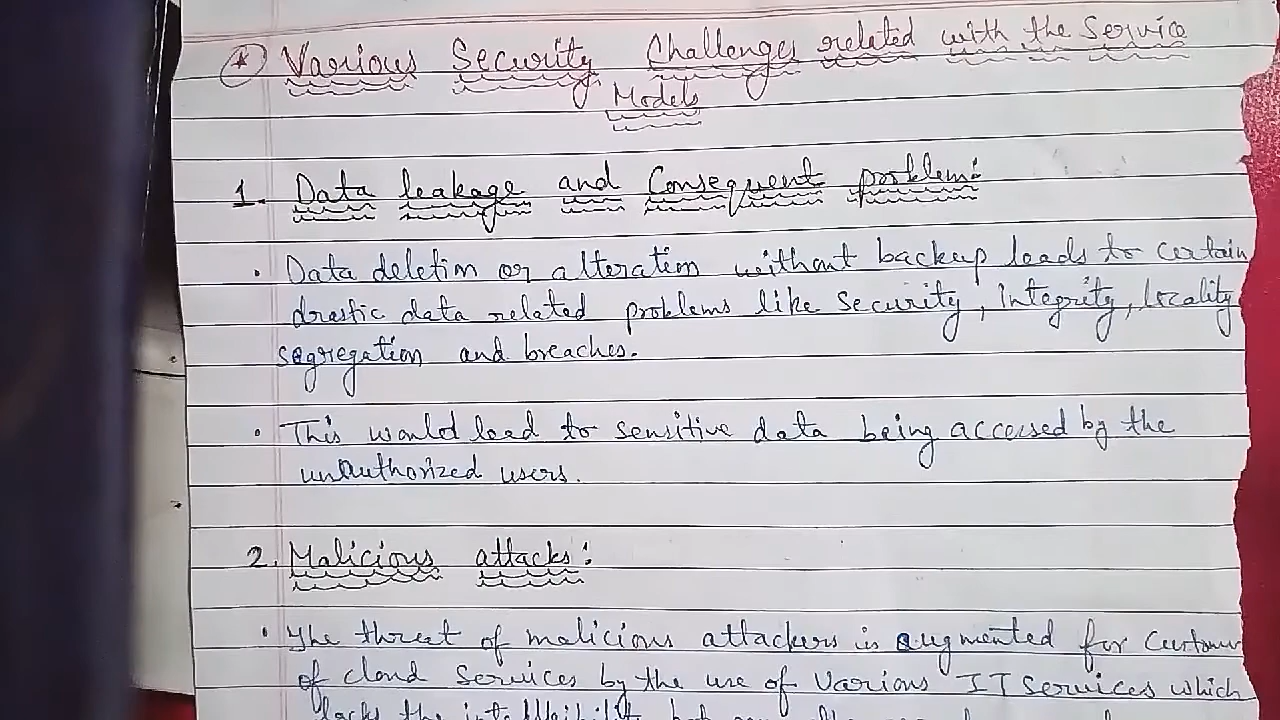 * Various Security Challenges related with the Service
Models
1. Data leakage and Consequent problem:
• Data deletion or alteration without backup leads to certain
drastic data related problems like security, integrity, locality
segregation and breaches.
• This would lead to sensitive data being accessed by the
unauthorized users.
2. Malicious attacks:
• The threat of malicious attackers is augmented for
of cloud services by the use of various IT services which
lacks the